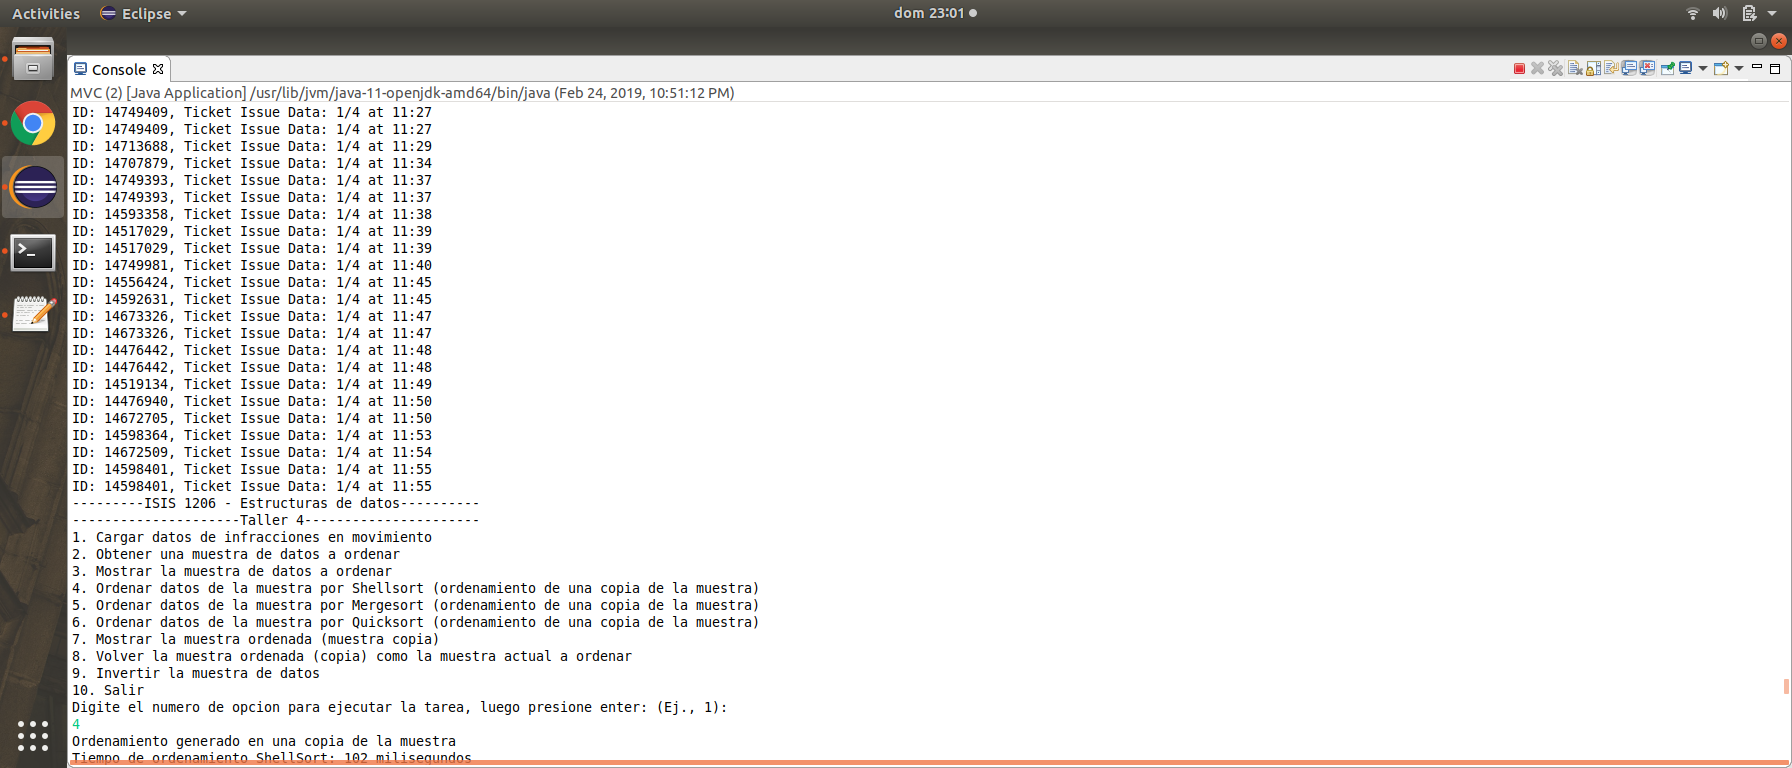 Activities Eclipse dom 23:01
Console
MVC (2) [Java Application] /usr/lib/jvm/java-11-openjdk-amd64/bin/java (Feb 24, 2019, 10:51:12 PM)
ID: 14749409, Ticket Issue Data: 1/4 at 11:27
ID: 14749409, Ticket Issue Data: 1/4 at 11:27
ID: 14713688, Ticket Issue Data: 1/4 at 11:29
ID: 14707879, Ticket Issue Data: 1/4 at 11:34
ID: 14749393, Ticket Issue Data: 1/4 at 11:37
ID: 14749393, Ticket Issue Data: 1/4 at 11:37
ID: 14593358, Ticket Issue Data: 1/4 at 11:38
ID: 14517029, Ticket Issue Data: 1/4 at 11:39
ID: 14517029, Ticket Issue Data: 1/4 at 11:39
ID: 14749981, Ticket Issue Data: 1/4 at 11:40
ID: 14556424, Ticket Issue Data: 1/4 at 11:45
ID: 14592631, Ticket Issue Data: 1/4 at 11:45
ID: 14673326, Ticket Issue Data: 1/4 at 11:47
ID: 14673326, Ticket Issue Data: 1/4 at 11:47
ID: 14476442, Ticket Issue Data: 1/4 at 11:48
ID: 14476442, Ticket Issue Data: 1/4 at 11:48
ID: 14519134, Ticket Issue Data: 1/4 at 11:49
ID: 14476940, Ticket Issue Data: 1/4 at 11:50
ID: 14672705, Ticket Issue Data: 1/4 at 11:50
ID: 14598364, Ticket Issue Data: 1/4 at 11:53
ID: 14672509, Ticket Issue Data: 1/4 at 11:54
ID: 14598401, Ticket Issue Data: 1/4 at 11:55
ID: 14598401, Ticket Issue Data: 1/4 at 11:55
---------ISIS 1206 - Estructuras de datos----------
---------------------Taller 4----------------------
1. Cargar datos de infracciones en movimiento
2. Obtener una muestra de datos a ordenar
3. Mostrar la muestra de datos a ordenar
4. Ordenar datos de la muestra por Shellsort (ordenamiento de una copia de la muestra)
5. Ordenar datos de la muestra por Mergesort (ordenamiento de una copia de la muestra)
6. Ordenar datos de la muestra por Quicksort (ordenamiento de una copia de la muestra)
7. Mostrar la muestra ordenada (muestra copia)
8. Volver la muestra ordenada (copia) como la muestra actual a ordenar
9. Invertir la muestra de datos
10. Salir
Digite el numero de opcion para ejecutar la tarea, luego presione enter: (Ej., 1):
4
Ordenamiento generado en una copia de la muestra
Tiempo de ordenamiento ShellSort: 102 milisegundos